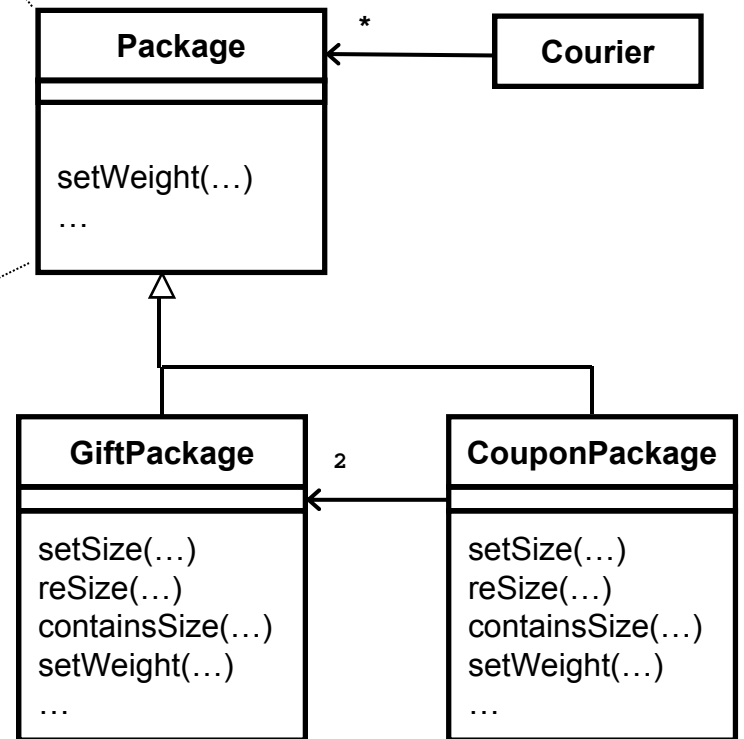 Package
*
Courier
setWeight(…)
…
GiftPackage
2
CouponPackage
setSize(…)
reSize(…)
containsSize(…)
setWeight(…)
…
setSize(…)
reSize(…)
containsSize(…)
setWeight(…)
…